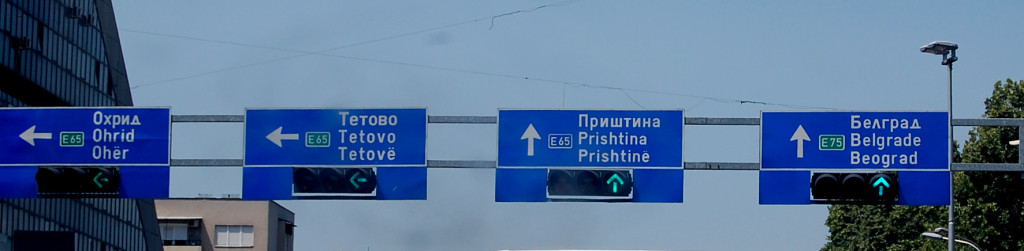 Охрид
E65 Ohrid
Ohër
Тетово
E65 Tetovo
Tetovë
Приштина
E65 Prishtina
Prishtinë
Белград
E75 Belgrade
Beograd